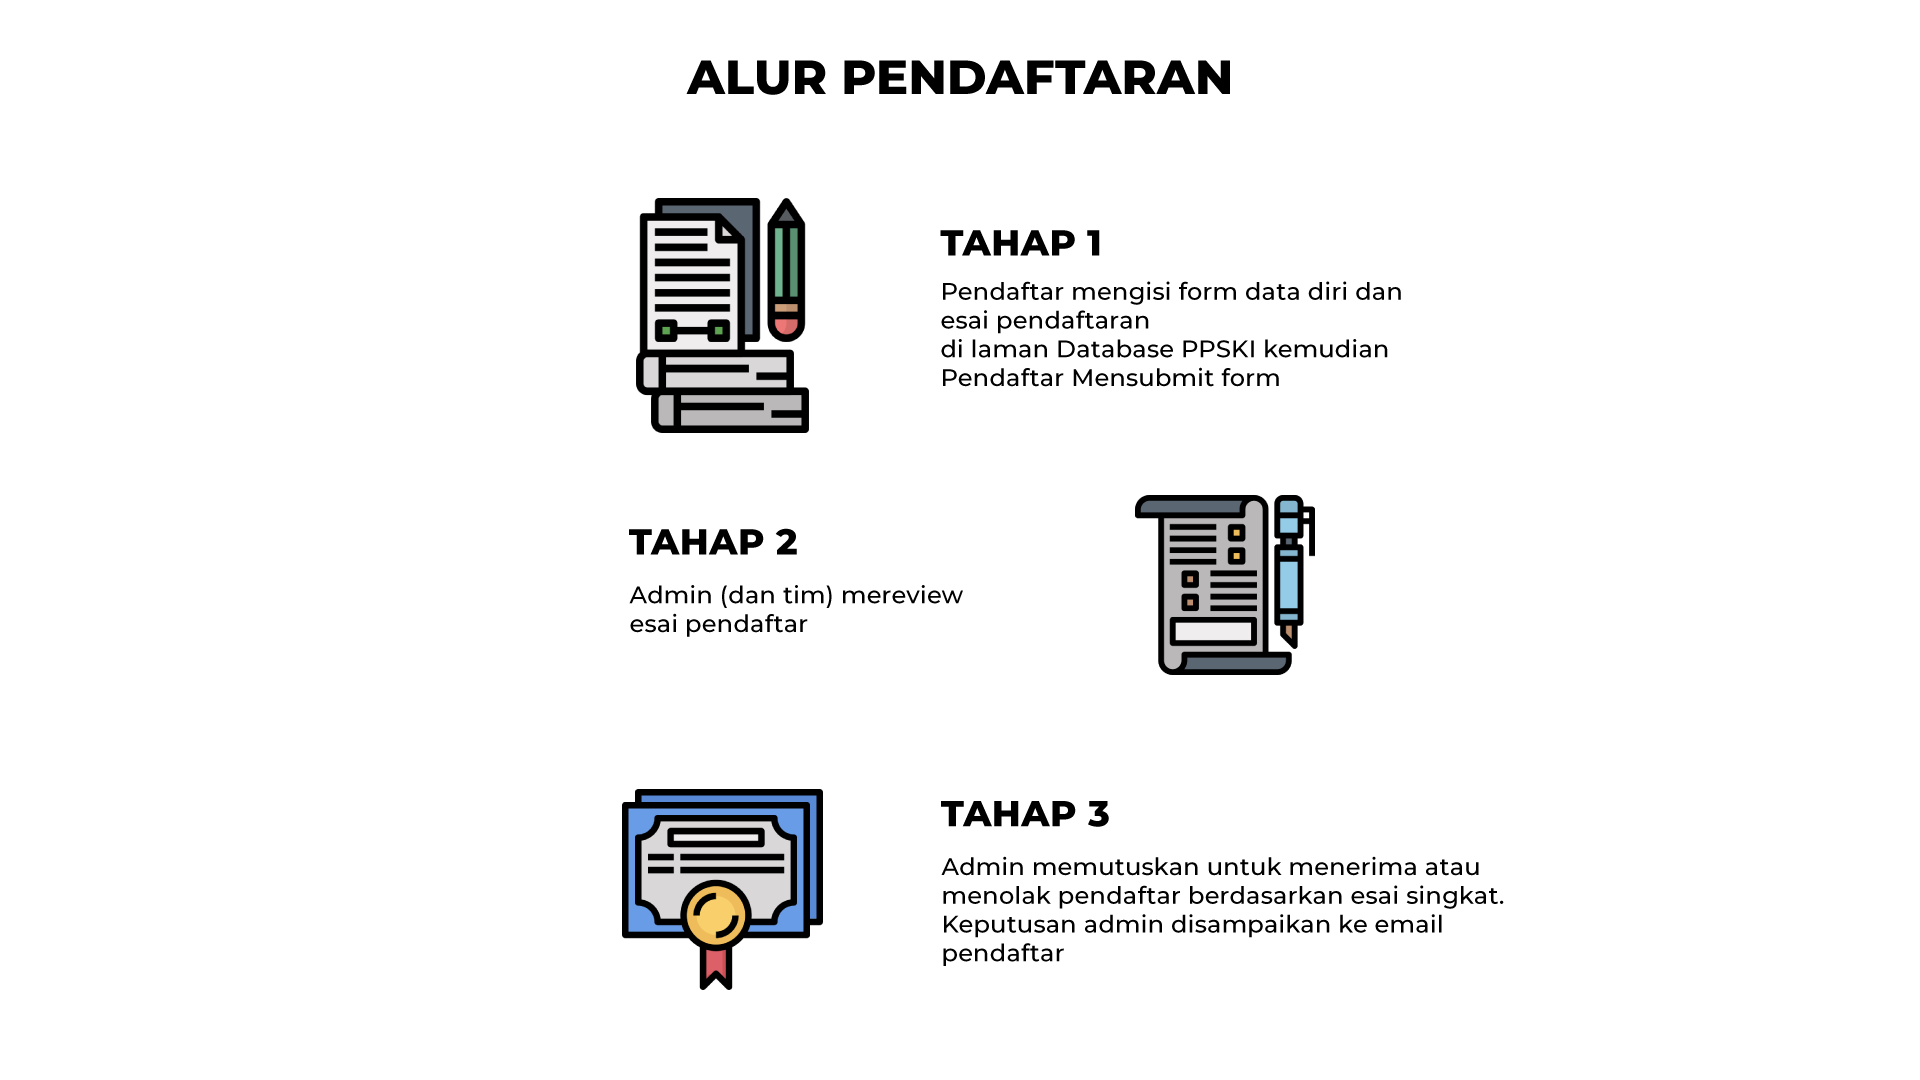 ALUR PENDAFTARAN
TAHAP 1
Pendaftar mengisi form data diri dan
esai pendaftaran
di laman Database PPSKI kemudian
Pendaftar Mensubmit form
TAHAP 2
Admin (dan tim) mereview
esai pendaftar
TAHAP 3
Admin memutuskan untuk menerima atau
menolak pendaftar berdasarkan esai singkat.
Keputusan admin disampaikan ke email
pendaftar